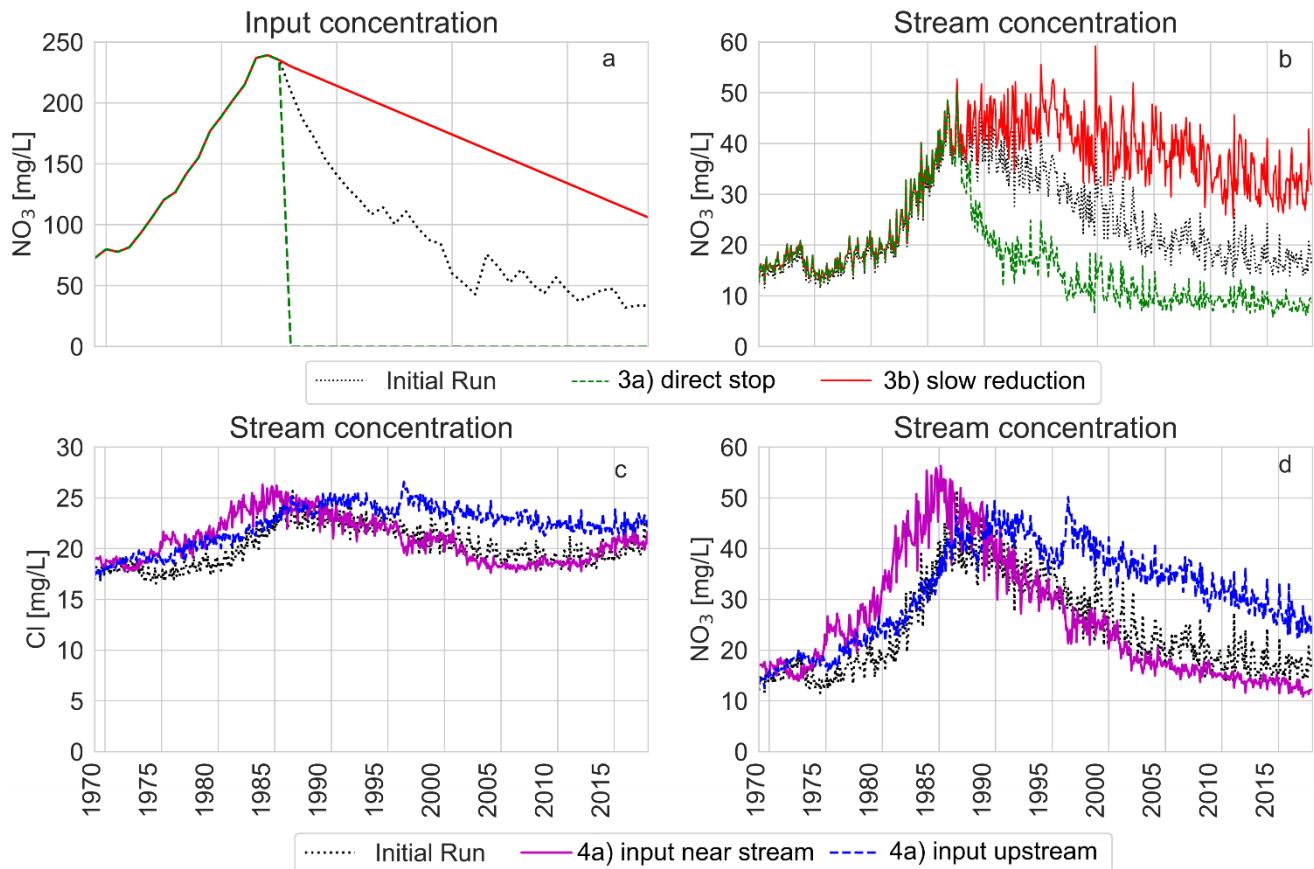 Input concentration
Stream concentration
250
200
150
100
50
0
NO₃ [mg/L]
a
60
50
40
30
20
10
0
NO₃ [mg/L]
b
Initial Run 3a) direct stop 3b) slow reduction
Stream concentration
Stream concentration
30
25
20
15
10
5
0
Cl [mg/L]
c
1970 1975 1980 1985 1990 1995 2000 2005 2010 2015
60
50
40
30
20
10
0
NO₃ [mg/L]
d
1970 1975 1980 1985 1990 1995 2000 2005 2010 2015
Initial Run 4a) input near stream 4a) input upstream